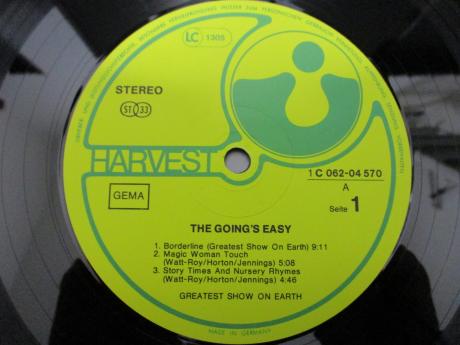 LC 1305
STEREO
ST 33
HARVEST
1 C 062-04 570
A
GEMA
Seite 1
THE GOING'S EASY
1. Borderline (Greatest Show On Earth) 9:11
2. Magic Woman Touch
(Watt-Roy/Horton/Jennings) 5:08
3. Story Times And Nursery Rhymes
(Watt-Roy/Horton/Jennings) 4:46
GREATEST SHOW ON EARTH
MADE IN GERMANY